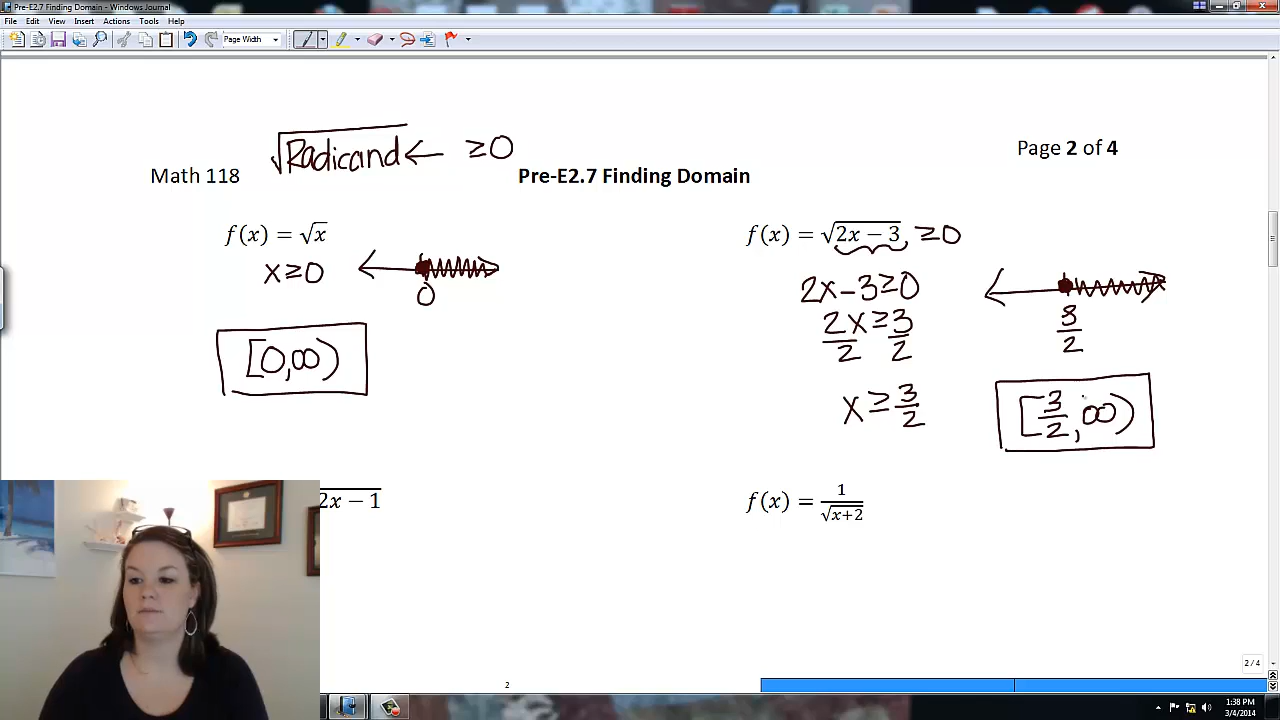 Pre-E2.7 Finding Domain - Windows Journal
File Edit View Insert Actions Tools Help
Page Width
√Radicand ← ≥0
Page 2 of 4
Math 118
Pre-E2.7 Finding Domain
f(x) = √x
x≥0
0
[0,∞)
f(x) = √2x − 3 ≥0
2x−3≥0
2x≥3
2 2
x≥3/2
3/2
[3/2,∞)
2x − 1
f(x) = 1/√x+2
2 / 4
2
1:38 PM
3/4/2014